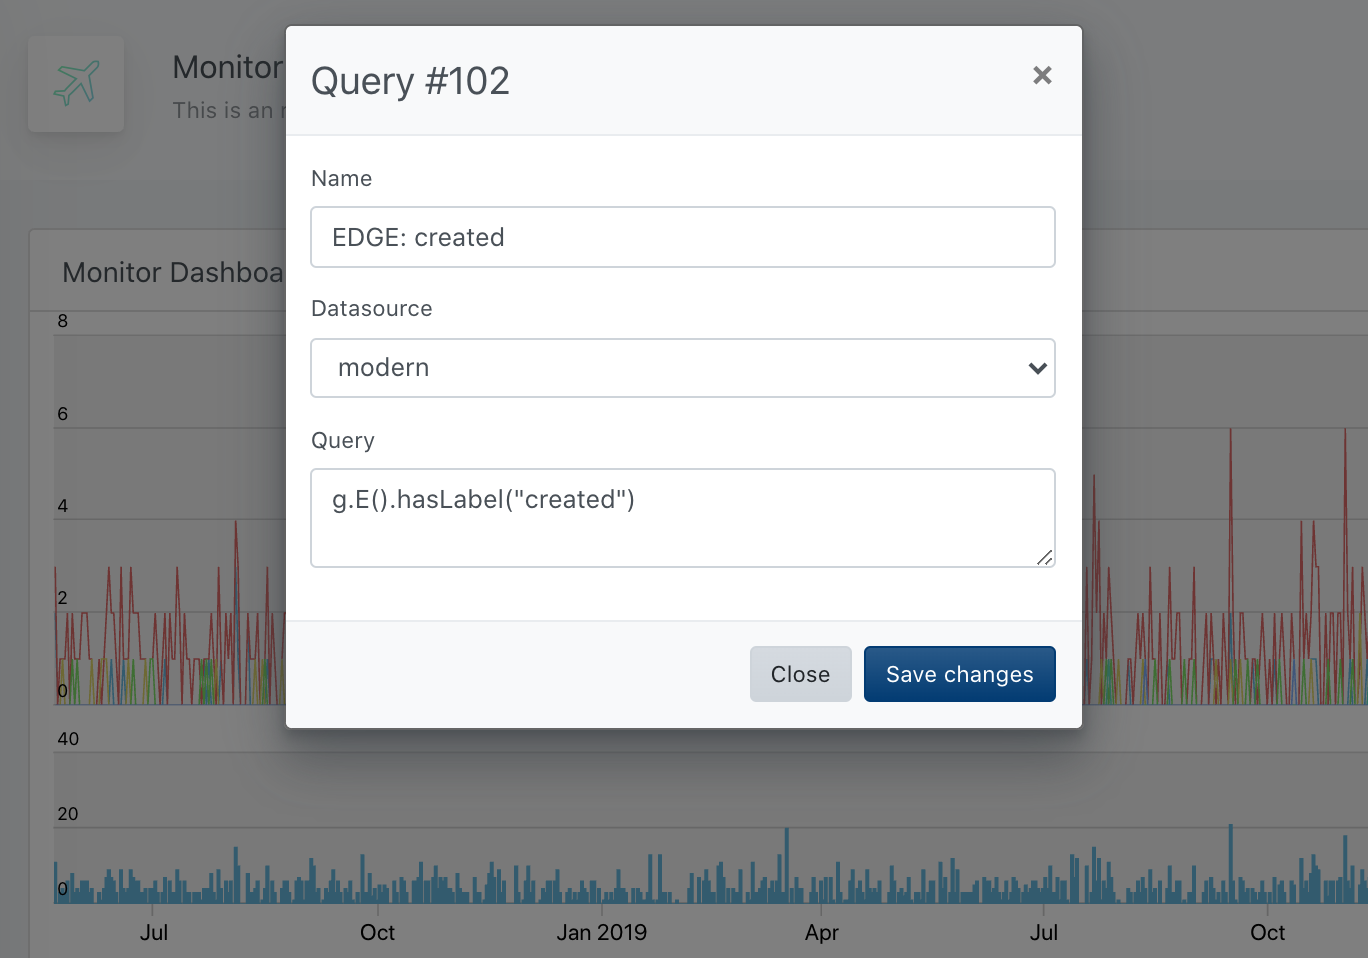 Monitor
This is an
Query #102
×
Name
EDGE: created
Datasource
modern
Query
g.E().hasLabel("created")
Close
Save changes
Monitor Dashboa
8
6
4
2
0
40
20
0
Jul
Oct
Jan 2019
Apr
Jul
Oct